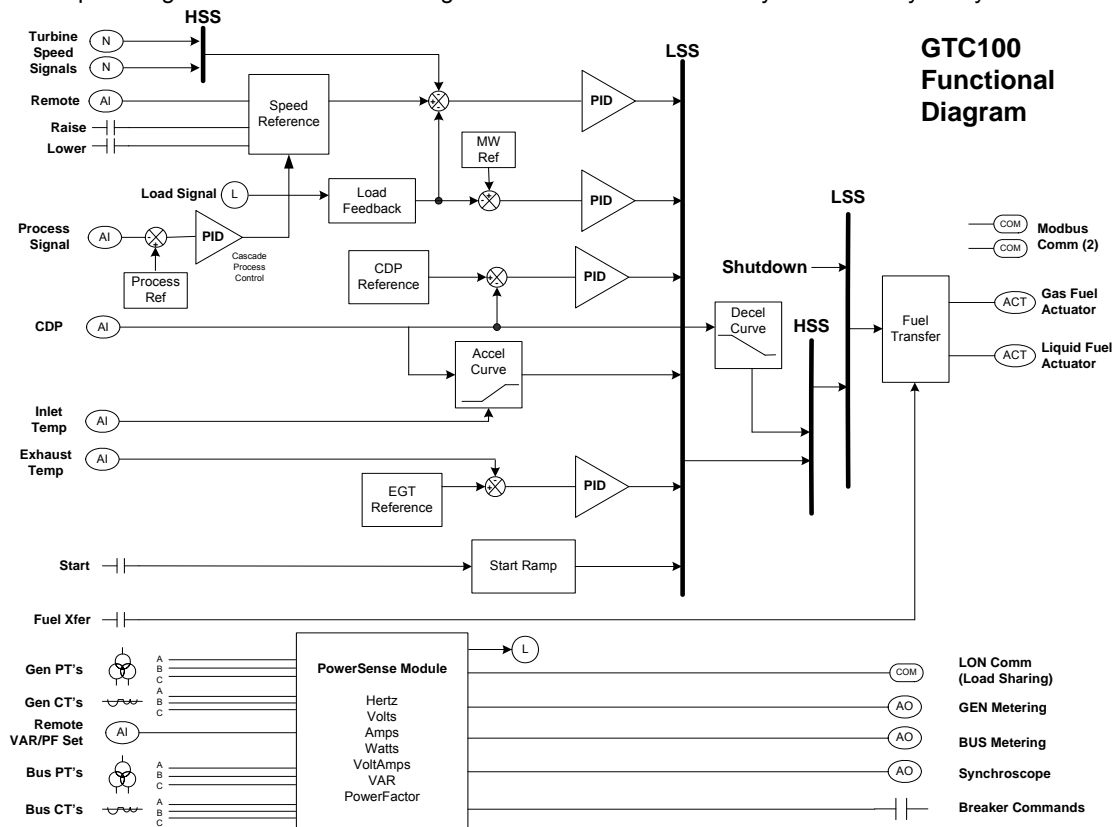 HSS
Turbine
Speed
Signals
N
N
GTC100
Functional
Diagram
LSS
Remote
AI
Speed
Reference
PID
Raise
Lower
MW
Ref
Load Signal
L
Load
Feedback
PID
LSS
Process
Signal
AI
PID
Cascade
Process
Control
Process
Ref
CDP
Reference
PID
Shutdown
COM
COM
Modbus
Comm (2)
CDP
AI
Decel
Curve
HSS
Fuel
Transfer
ACT
Gas Fuel
Actuator
ACT
Liquid Fuel
Actuator
Accel
Curve
Inlet
Temp
AI
Exhaust
Temp
AI
EGT
Reference
PID
Start
Start Ramp
Fuel Xfer
Gen PT's
A
B
C
Gen CT's
A
B
C
Remote
VAR/PF Set
AI
Bus PT's
A
B
C
Bus CT's
A
B
C
PowerSense Module
Hertz
Volts
Amps
Watts
VoltAmps
VAR
PowerFactor
L
COM
LON Comm
(Load Sharing)
AO
GEN Metering
AO
BUS Metering
AO
Synchroscope
Breaker Commands